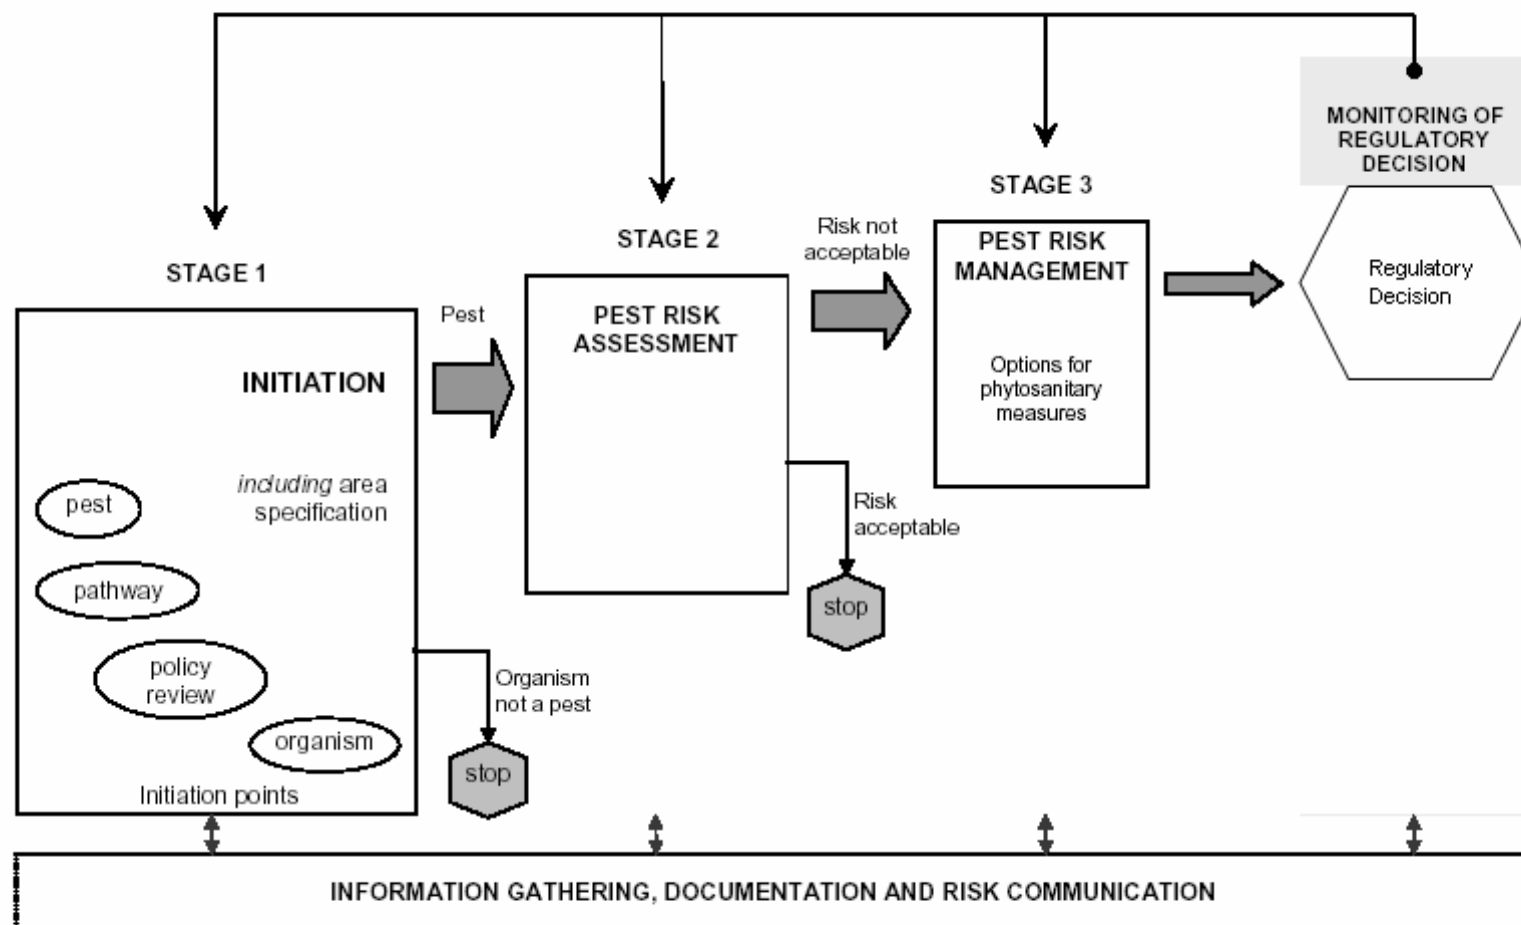 MONITORING OF
REGULATORY
DECISION
STAGE 1
INITIATION
including area
specification
pest
pathway
policy
review
organism
Initiation points
Pest
Organism
not a pest
stop
STAGE 2
PEST RISK
ASSESSMENT
Risk
acceptable
stop
Risk not
acceptable
STAGE 3
PEST RISK
MANAGEMENT
Options for
phytosanitary
measures
Regulatory
Decision
INFORMATION GATHERING, DOCUMENTATION AND RISK COMMUNICATION